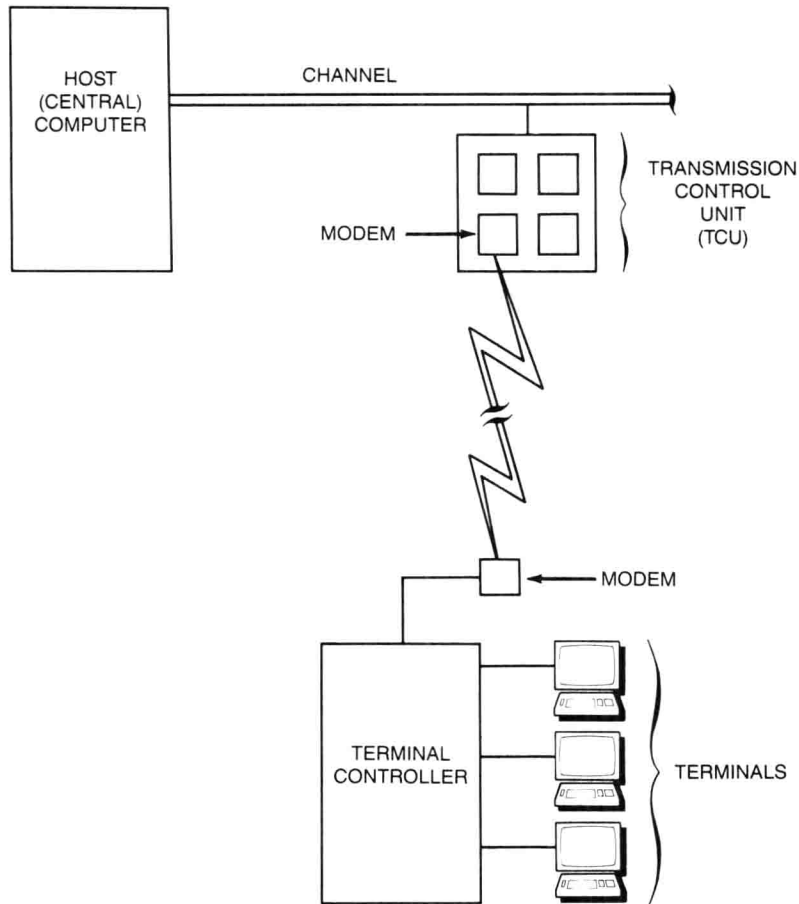 HOST
(CENTRAL)
COMPUTER
CHANNEL
TRANSMISSION
CONTROL
UNIT
(TCU)
MODEM
MODEM
TERMINAL
CONTROLLER
TERMINALS